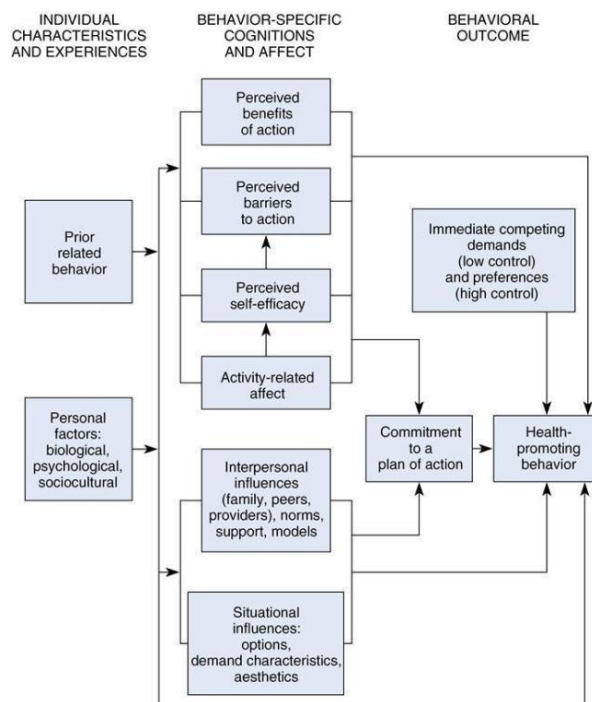 INDIVIDUAL
CHARACTERISTICS
AND EXPERIENCES
BEHAVIOR-SPECIFIC
COGNITIONS
AND AFFECT
BEHAVIORAL
OUTCOME
Perceived
benefits
of action
Perceived
barriers
to action
Prior
related
behavior
Immediate competing
demands
(low control)
and preferences
(high control)
Perceived
self-efficacy
Activity-related
affect
Personal
factors:
biological,
psychological,
sociocultural
Commitment
to a
plan of action
Health-
promoting
behavior
Interpersonal
influences
(family, peers,
providers), norms,
support, models
Situational
influences:
options,
demand characteristics,
aesthetics